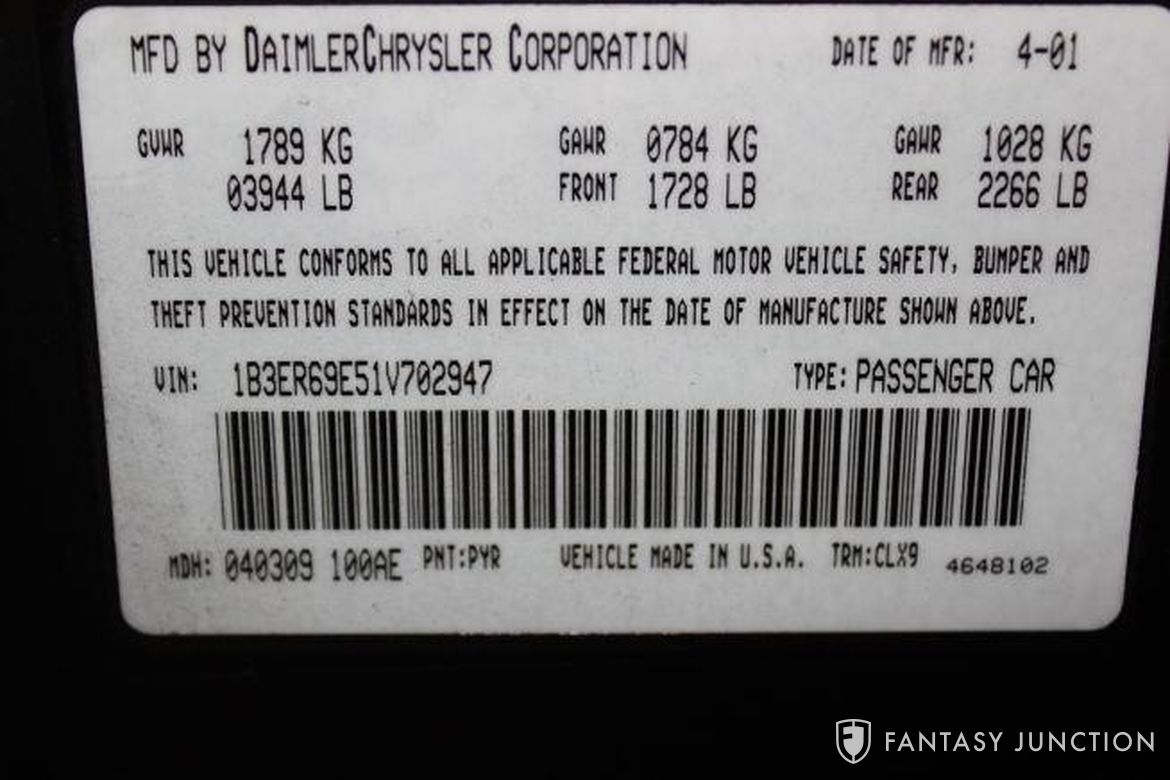 MFD BY DAIMLERCHRYSLER CORPORATION DATE OF MFR: 4-01
GVWR 1789 KG GAWR 0784 KG GAWR 1028 KG
03944 LB FRONT 1728 LB REAR 2266 LB
THIS VEHICLE CONFORMS TO ALL APPLICABLE FEDERAL MOTOR VEHICLE SAFETY, BUMPER AND
THEFT PREVENTION STANDARDS IN EFFECT ON THE DATE OF MANUFACTURE SHOWN ABOVE.
VIN: 1B3ER69E51V702947 TYPE: PASSENGER CAR
MDH: 040309 100AE PNT:PYR VEHICLE MADE IN U.S.A. TRM:CLX9 4648102
FANTASY JUNCTION